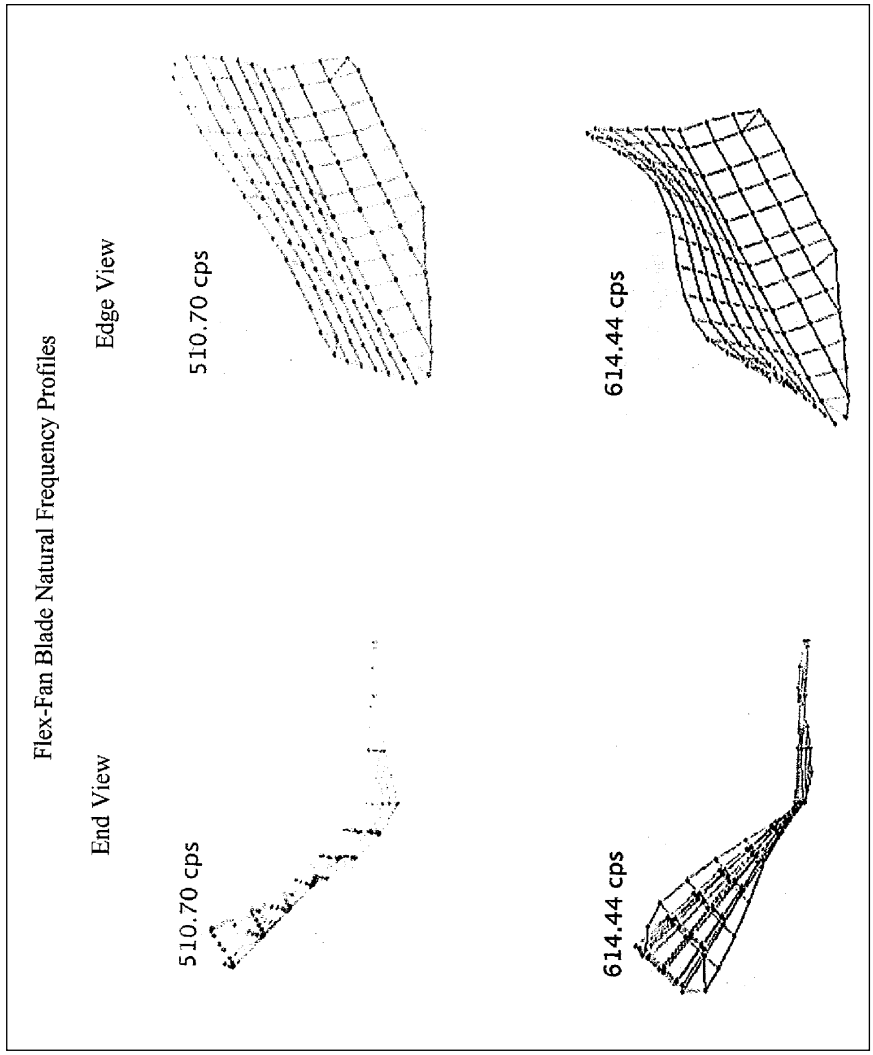 Flex-Fan Blade Natural Frequency Profiles
End View
Edge View
510.70 cps
510.70 cps
614.44 cps
614.44 cps